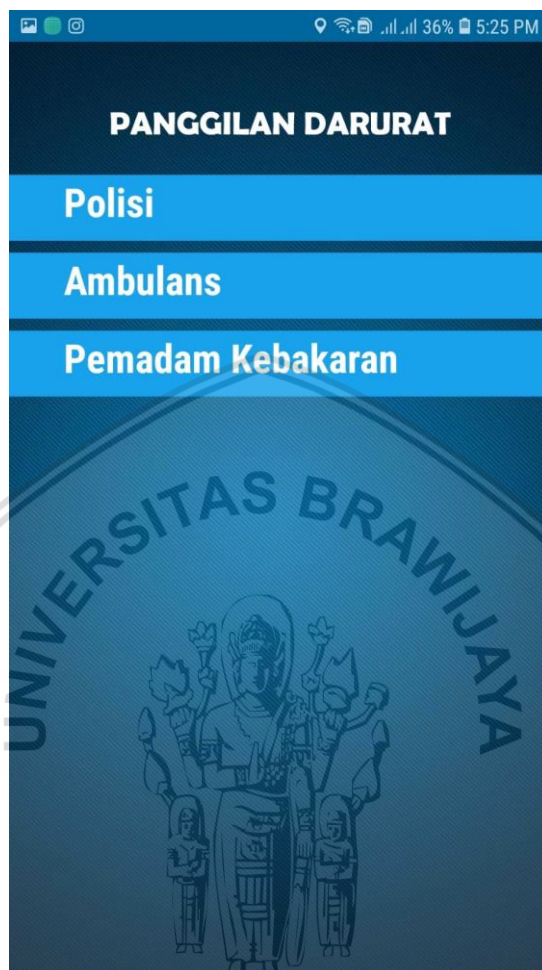 36% 5:25 PM
PANGGILAN DARURAT
Polisi
Ambulans
Pemadam Kebakaran
UNIVERSITAS BRAWIJAYA